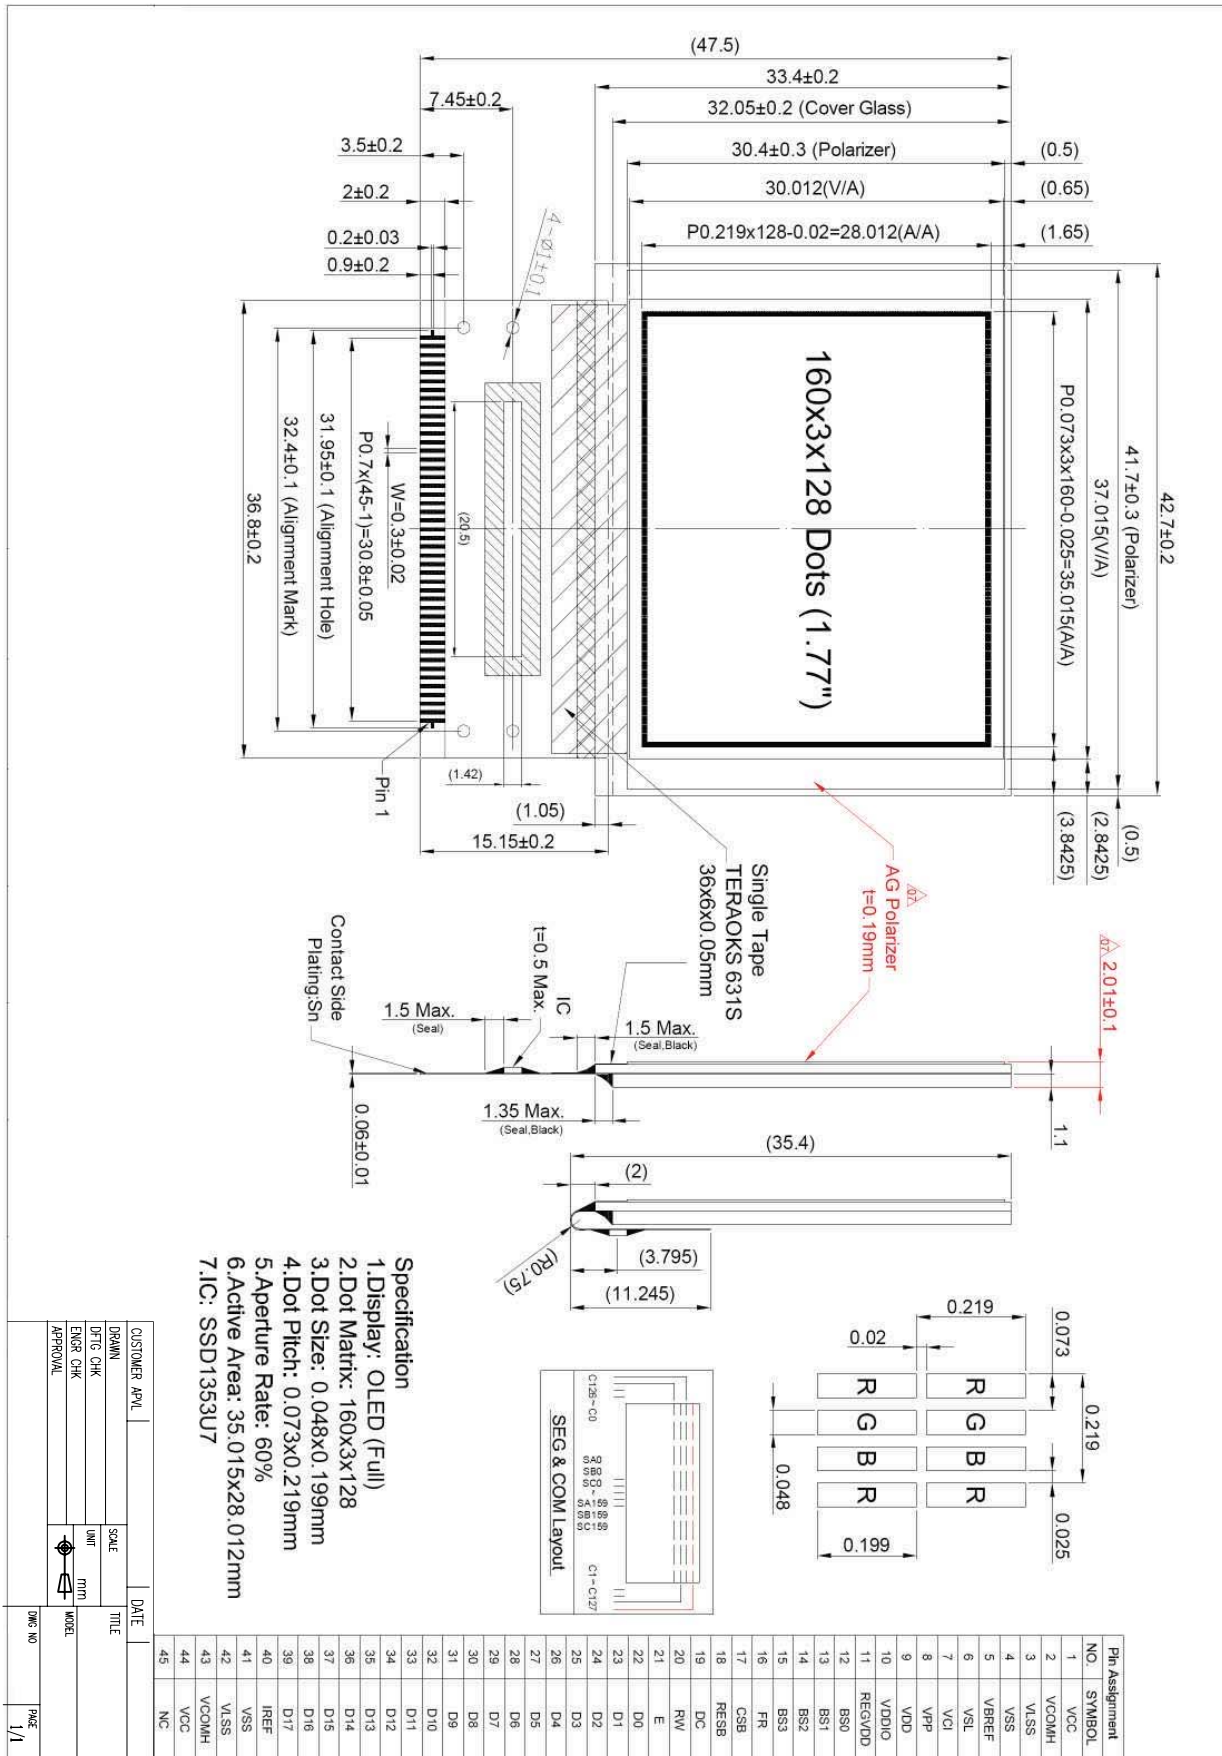 (47.5)
33.4±0.2
7.45±0.2
32.05±0.2 (Cover Glass)
3.5±0.2
30.4±0.3 (Polarizer)
(0.5)
2±0.2
30.012(V/A)
(0.65)
0.2±0.03
P0.219x128-0.02=28.012(A/A)
(1.65)
0.9±0.2
4-Ø1±0.1
42.7±0.2
41.7±0.3 (Polarizer)
37.015(V/A)
P0.073x3x160-0.025=35.015(A/A)
160x3x128 Dots (1.77")
(20.5)
W=0.3±0.02
P0.7x(45-1)=30.8±0.05
31.95±0.1 (Alignment Hole)
32.4±0.1 (Alignment Mark)
36.8±0.2
Pin 1
(1.42)
(1.05)
15.15±0.2
(0.5)
(2.8425)
(3.8425)
Single Tape
TERAOKS 631S
36x6x0.05mm
07
AG Polarizer
t=0.19mm
07
2.01±0.1
Contact Side
Plating:Sn
IC
t=0.5 Max.
1.5 Max.
(Seal)
1.5 Max.
(Seal,Black)
1.35 Max.
(Seal,Black)
0.06±0.01
1.1
(35.4)
(2)
(R0.75)
(3.795)
(11.245)
Specification
1.Display: OLED (Full)
2.Dot Matrix: 160x3x128
3.Dot Size: 0.048x0.199mm
4.Dot Pitch: 0.073x0.219mm
5.Aperture Rate: 60%
6.Active Area: 35.015x28.012mm
7.IC: SSD1353U7
0.219
0.02
0.073
0.219
R R
G G
B B
R R
0.048
0.025
0.199
C126~C0
SA0
SB0
SC0
~
SA159
SB159
SC159
C1~C127
SEG & COM Layout
Pin Assignment
NO. SYMBOL
1 VCC
2 VCOMH
3 VLSS
4 VSS
5 VBREF
6 VSL
7 VCI
8 VPP
9 VDD
10 VDDIO
11 REGVDD
12 BS0
13 BS1
14 BS2
15 BS3
16 FR
17 CSB
18 RESB
19 DC
20 RW
21 E
22 D0
23 D1
24 D2
25 D3
26 D4
27 D5
28 D6
29 D7
30 D8
31 D9
32 D10
33 D11
34 D12
35 D13
36 D14
37 D15
38 D16
39 D17
40 IREF
41 VSS
42 VLSS
43 VCOMH
44 VCC
45 NC
CUSTOMER APVL
DATE
DRAWN
SCALE
TITLE
DFTG CHK
UNIT
mm
ENGR CHK
MODEL
APPROVAL
DWG NO
PAGE
1/1